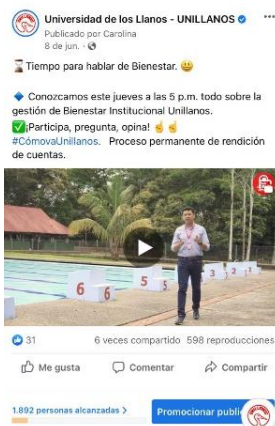 Universidad de los Llanos - UNILLANOS
Publicado por Carolina
8 de jun. ·
⌛Tiempo para hablar de Bienestar. 😃
🔹 Conozcamos este jueves a las 5 p.m. todo sobre la
gestión de Bienestar Institucional Unillanos.
✅¡Participa, pregunta, opina! ☝️☝️
#CómovaUnillanos. Proceso permanente de rendición
de cuentas.
6 6 5 5 3 3
31 6 veces compartido 598 reproducciones
Me gusta Comentar Compartir
1.892 personas alcanzadas >
Promocionar publi